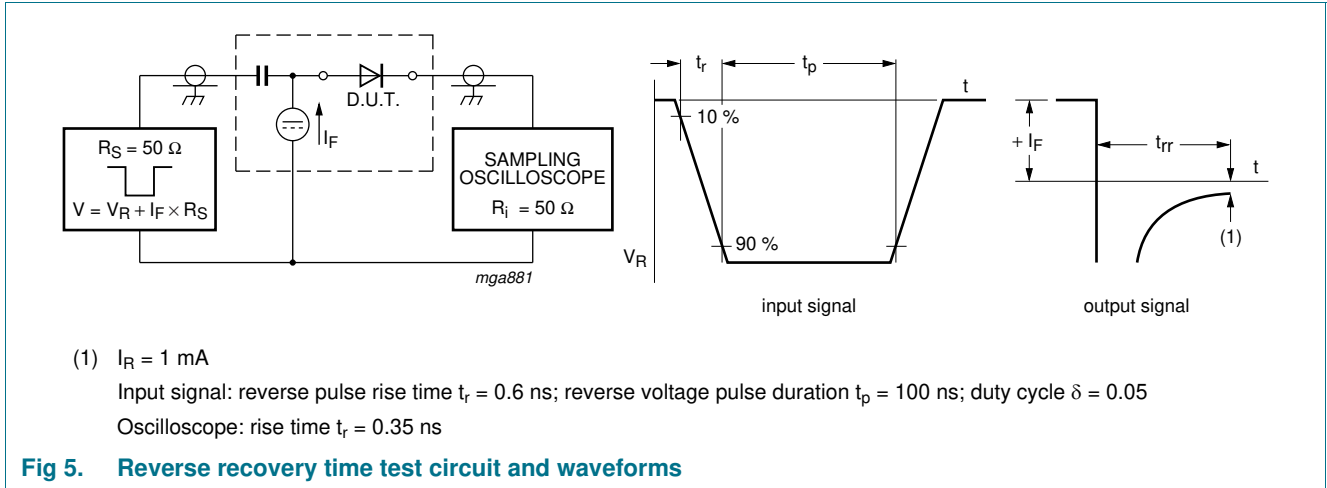 R_S = 50 Ω
V = V_R + I_F × R_S
D.U.T.
I_F
SAMPLING
OSCILLOSCOPE
R_i = 50 Ω
mga881
t_r
t_p
t
10 %
90 %
V_R
input signal
+ I_F
t_rr
t
(1)
output signal
(1) I_R = 1 mA
Input signal: reverse pulse rise time t_r = 0.6 ns; reverse voltage pulse duration t_p = 100 ns; duty cycle δ = 0.05
Oscilloscope: rise time t_r = 0.35 ns
Fig 5. Reverse recovery time test circuit and waveforms